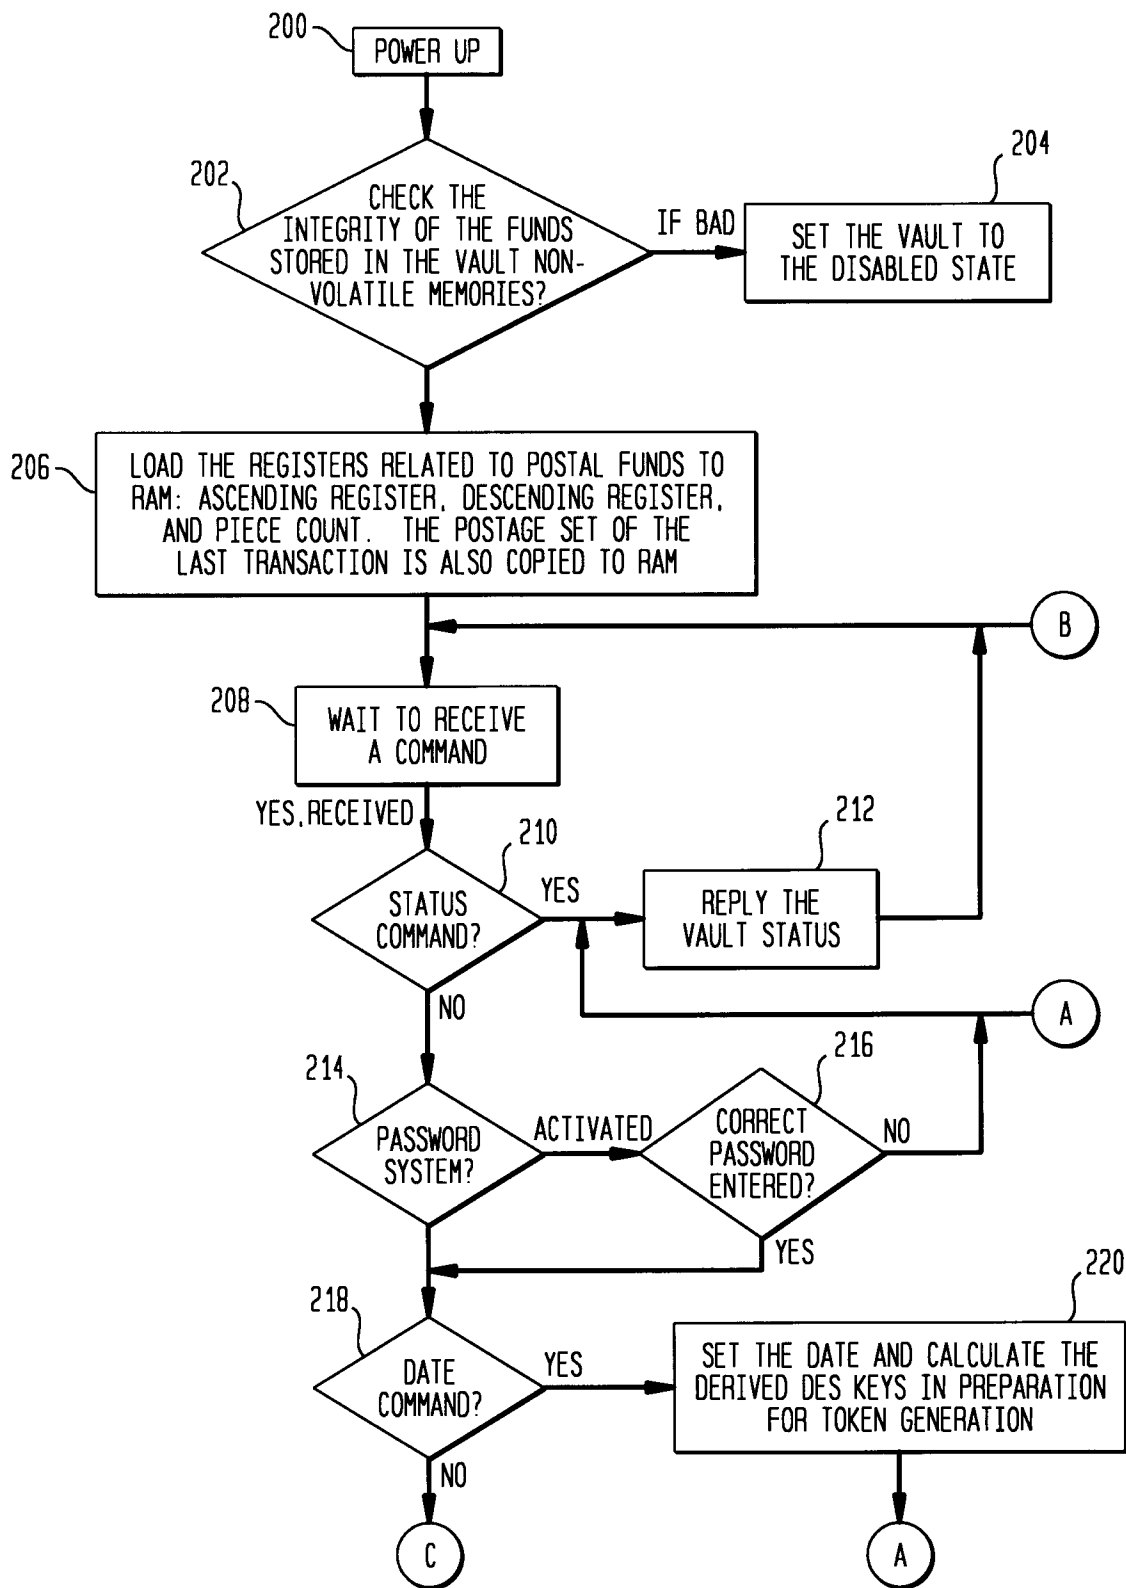 200
POWER UP
202
CHECK THE
INTEGRITY OF THE FUNDS
STORED IN THE VAULT NON-
VOLATILE MEMORIES?
IF BAD
204
SET THE VAULT TO
THE DISABLED STATE
206
LOAD THE REGISTERS RELATED TO POSTAL FUNDS TO
RAM: ASCENDING REGISTER, DESCENDING REGISTER,
AND PIECE COUNT. THE POSTAGE SET OF THE
LAST TRANSACTION IS ALSO COPIED TO RAM
B
208
WAIT TO RECEIVE
A COMMAND
YES,RECEIVED
210
STATUS
COMMAND?
YES
212
REPLY THE
VAULT STATUS
NO
A
214
PASSWORD
SYSTEM?
ACTIVATED
216
CORRECT
PASSWORD
ENTERED?
NO
YES
218
DATE
COMMAND?
YES
220
SET THE DATE AND CALCULATE THE
DERIVED DES KEYS IN PREPARATION
FOR TOKEN GENERATION
NO
C
A